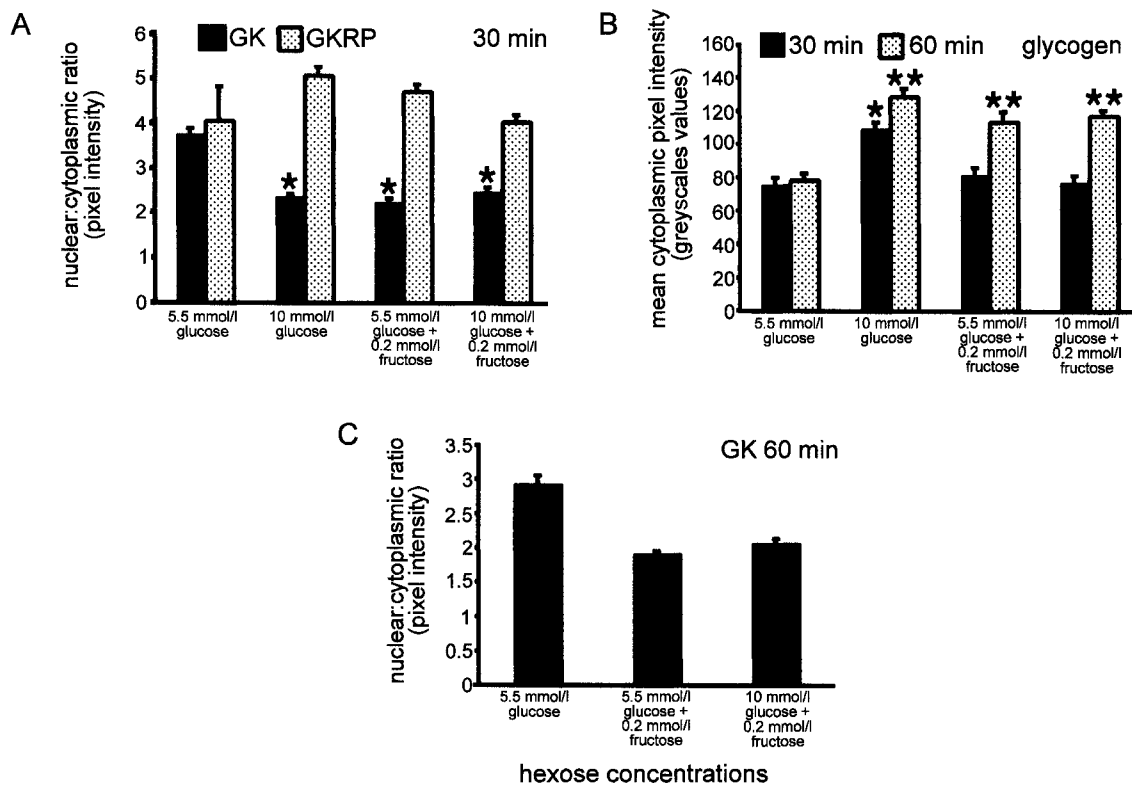 A
GK GKRP 30 min
nuclear:cytoplasmic ratio
(pixel intensity)
6
5
4
3
2
1
0
* * *
5.5 mmol/l
glucose
10 mmol/l
glucose
5.5 mmol/l
glucose +
0.2 mmol/l
fructose
10 mmol/l
glucose +
0.2 mmol/l
fructose
B
30 min 60 min glycogen
mean cytoplasmic pixel intensity
(greyscales values)
160
140
120
100
80
60
40
20
0
* ** ** **
5.5 mmol/l
glucose
10 mmol/l
glucose
5.5 mmol/l
glucose +
0.2 mmol/l
fructose
10 mmol/l
glucose +
0.2 mmol/l
fructose
C
GK 60 min
nuclear:cytoplasmic ratio
(pixel intensity)
3.5
3
2.5
2
1.5
1
0.5
0
5.5 mmol/l
glucose
5.5 mmol/l
glucose +
0.2 mmol/l
fructose
10 mmol/l
glucose +
0.2 mmol/l
fructose
hexose concentrations